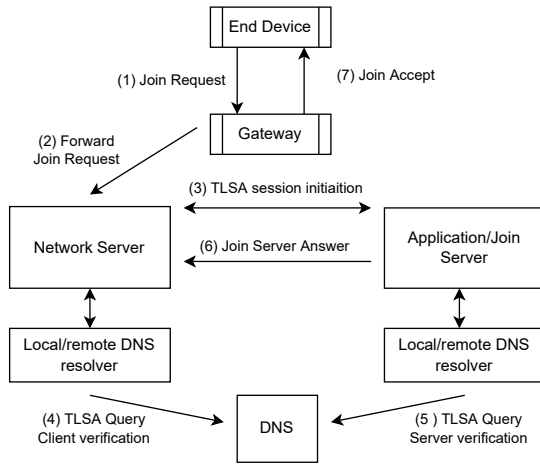 End Device
(1) Join Request
(7) Join Accept
Gateway
(2) Forward
Join Request
(3) TLSA session initiaition
Network Server
(6) Join Server Answer
Application/Join
Server
Local/remote DNS
resolver
Local/remote DNS
resolver
(4) TLSA Query
Client verification
DNS
(5 ) TLSA Query
Server verification